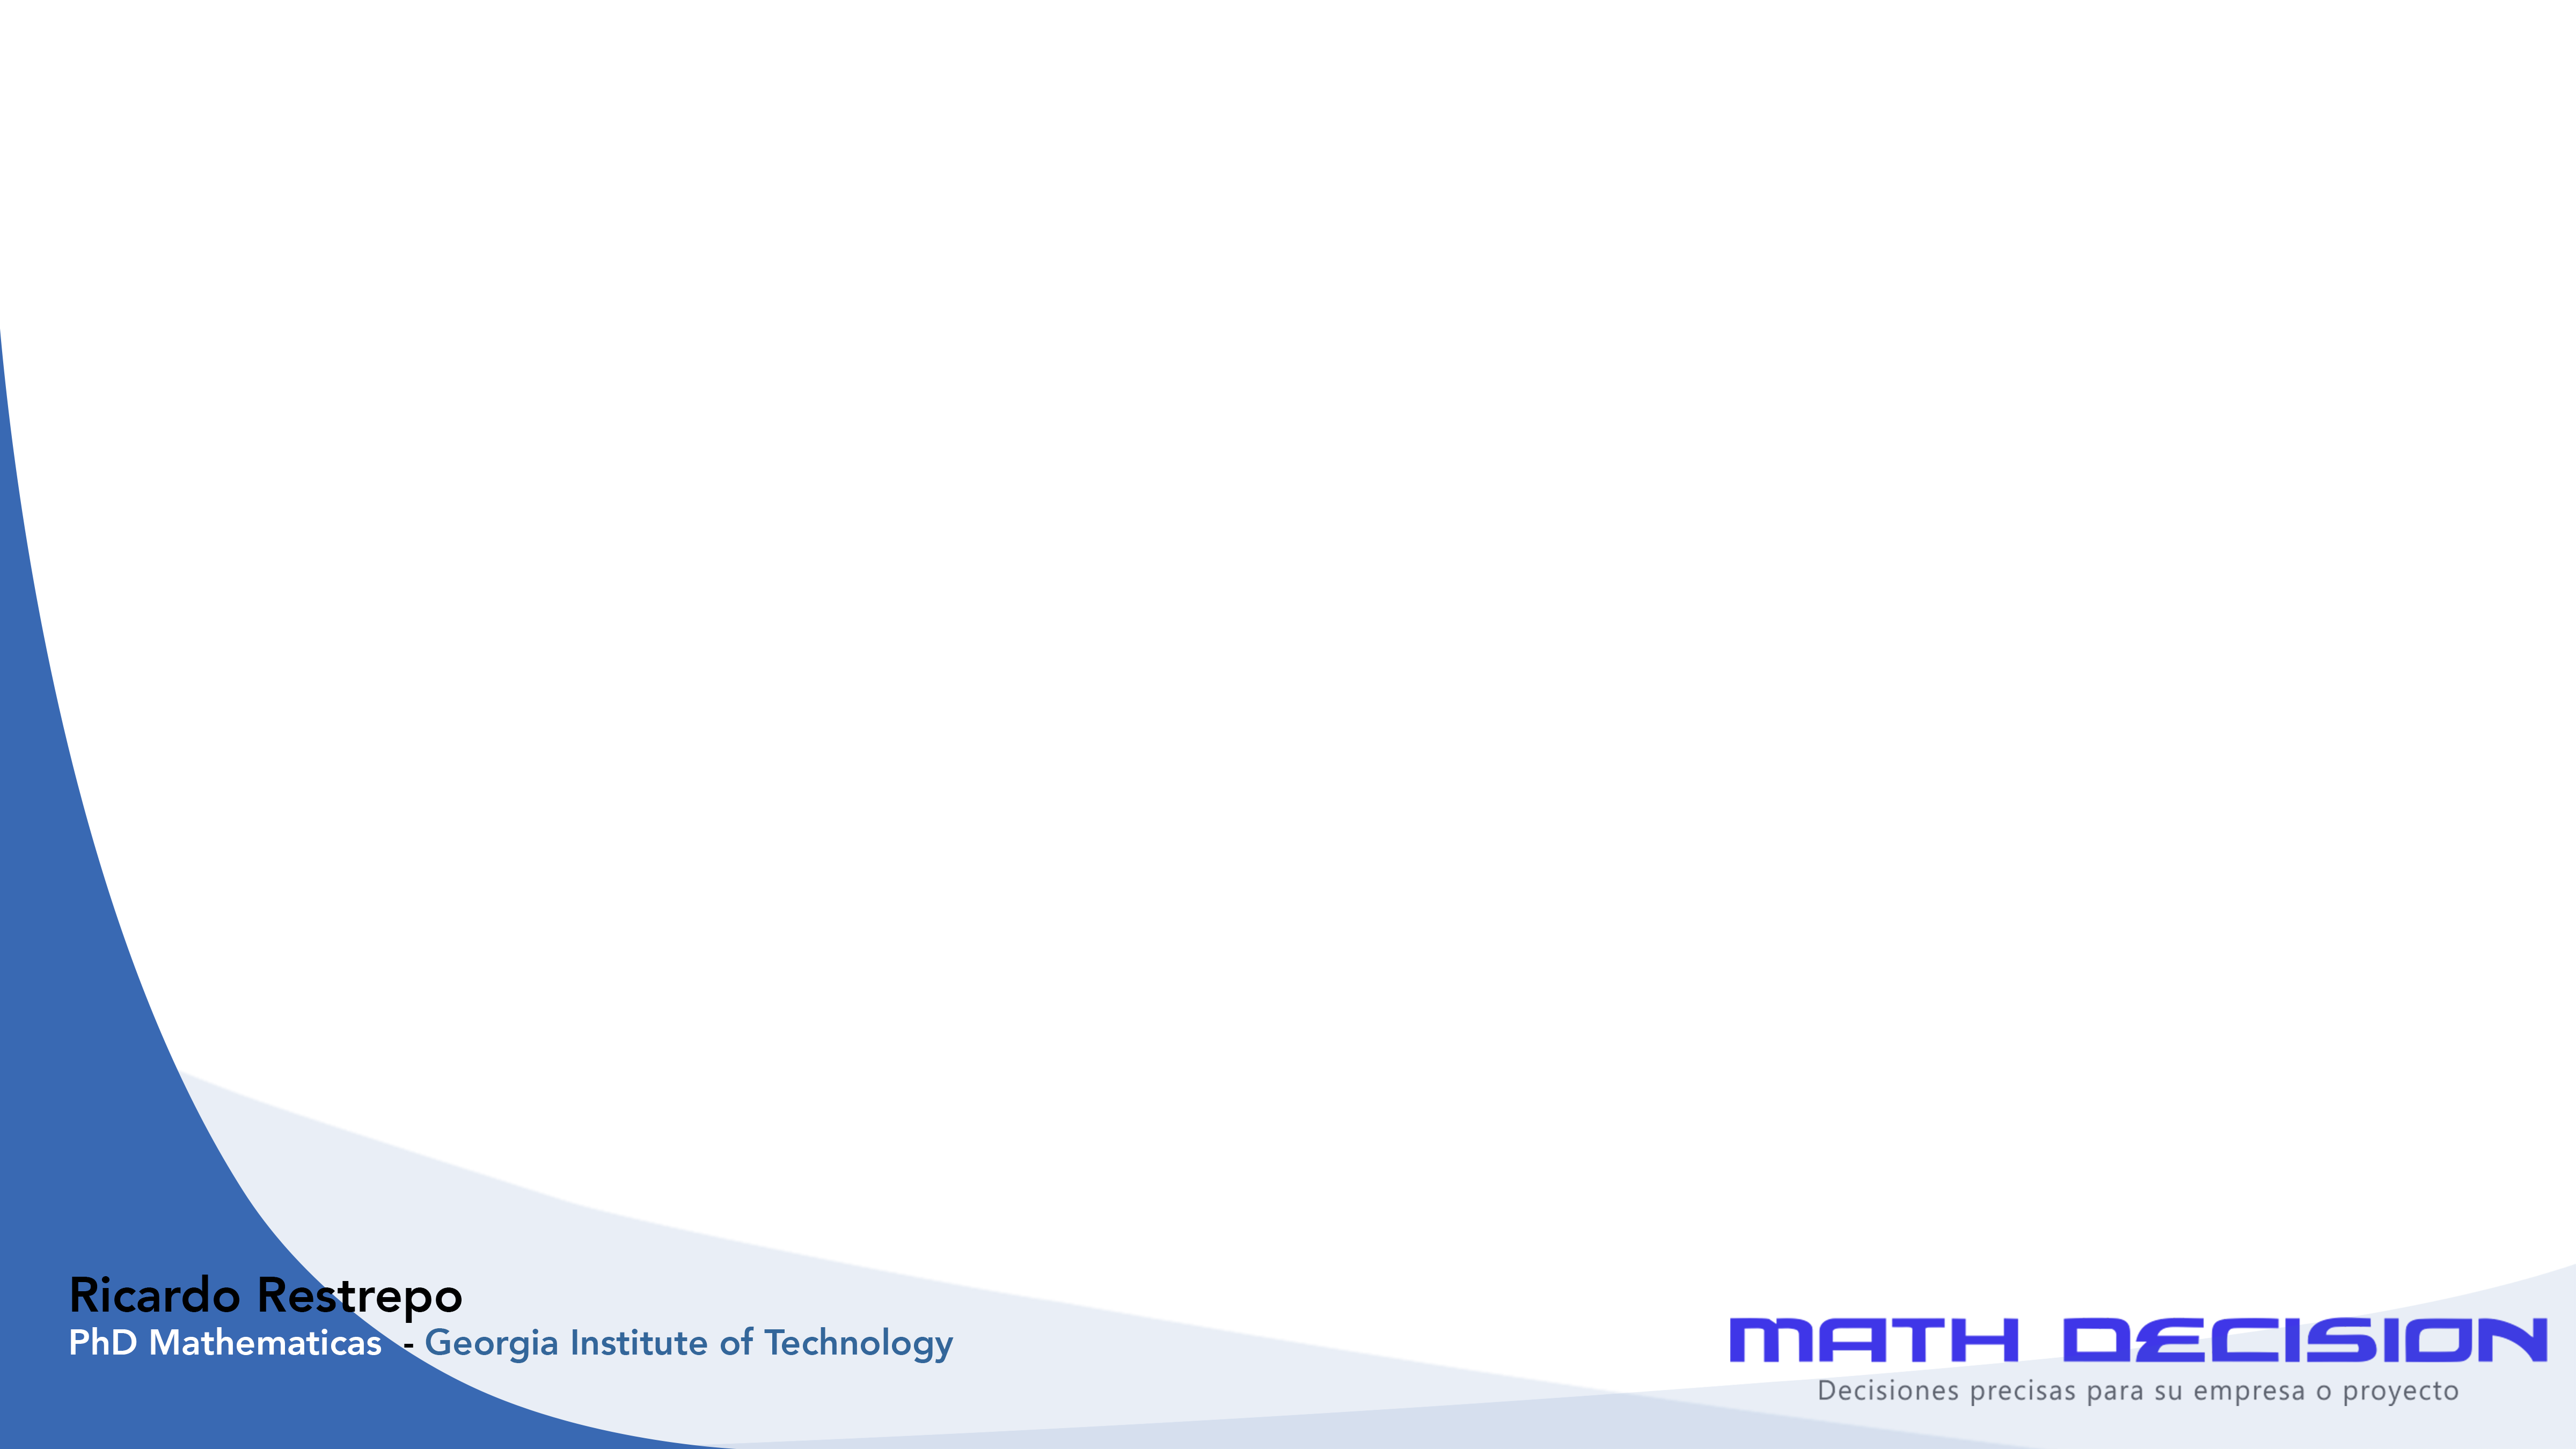 Ricardo Restrepo
PhD Mathematicas - Georgia Institute of Technology
MATH DECISION
Decisiones precisas para su empresa o proyecto